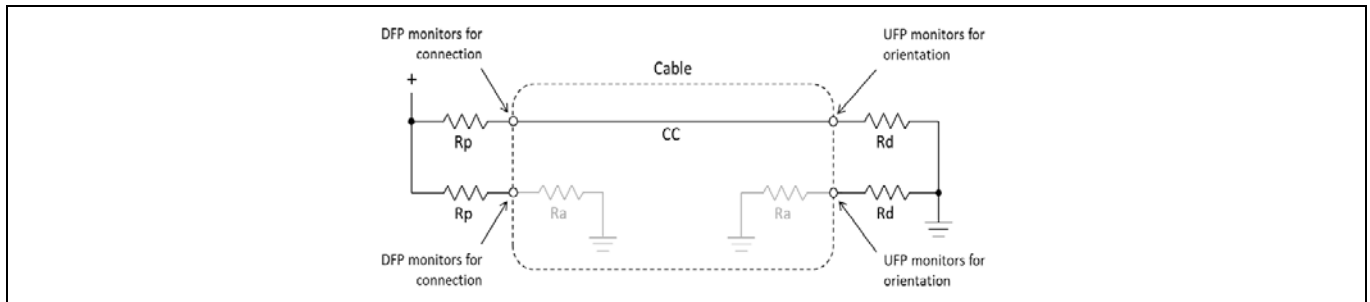 DFP monitors for
connection
UFP monitors for
orientation
Cable
+
Rp
CC
Rd
Rp
Ra
Ra
Rd
DFP monitors for
connection
UFP monitors for
orientation